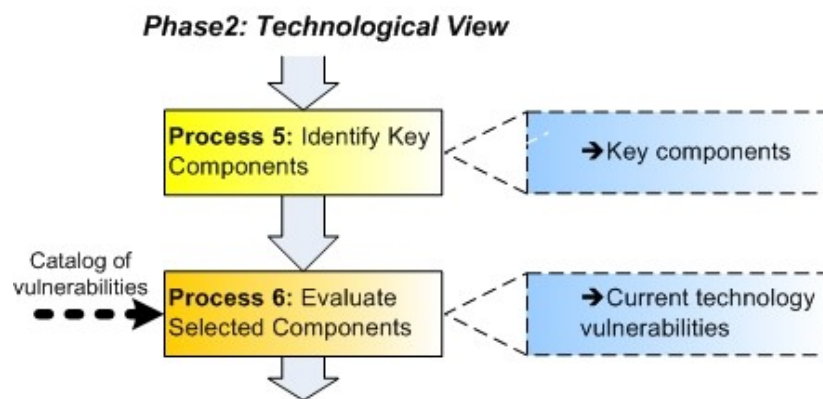 Phase2: Technological View
Process 5: Identify Key
Components
➔Key components
Catalog of
vulnerabilities
Process 6: Evaluate
Selected Components
➔Current technology
vulnerabilities